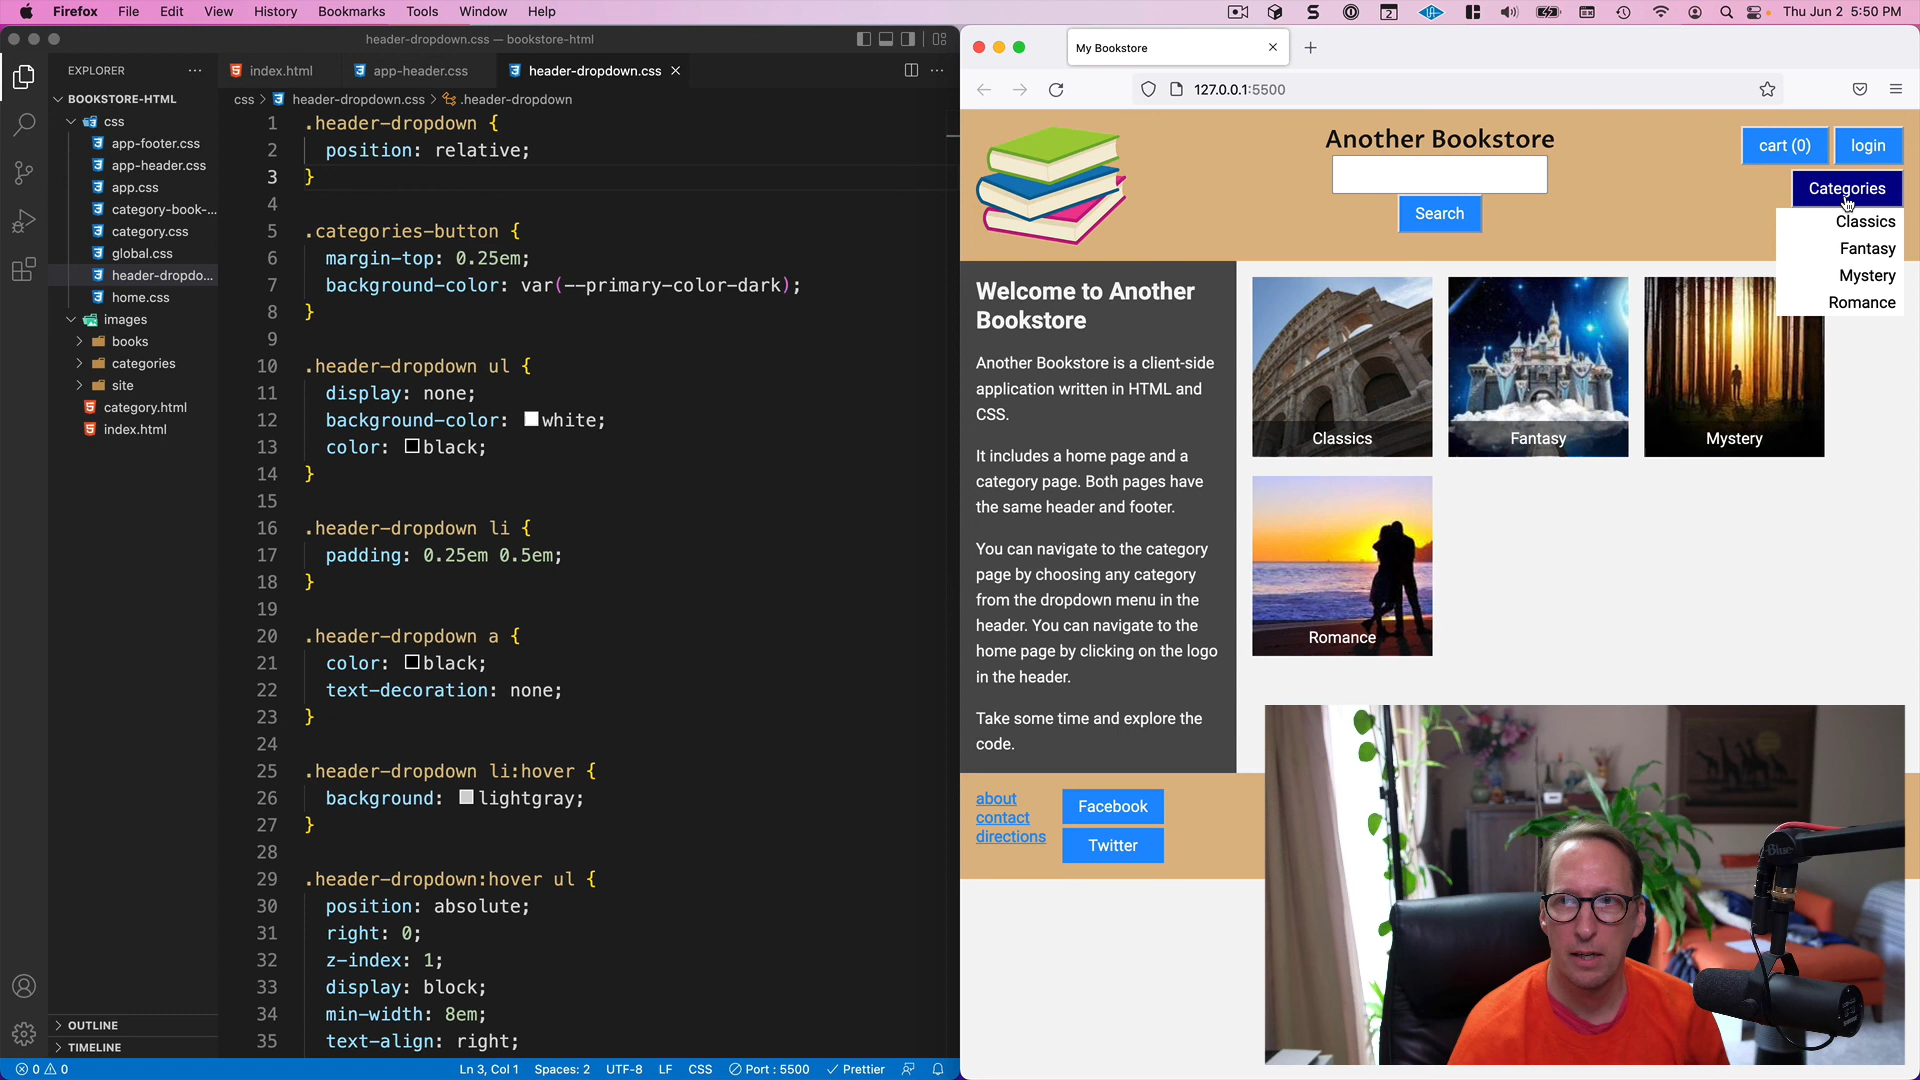 Firefox File Edit View History Bookmarks Tools Window Help
2
Thu Jun 2 5:50 PM
header-dropdown.css — bookstore-html
EXPLORER
BOOKSTORE-HTML
css
app-footer.css
app-header.css
app.css
category-book-...
category.css
global.css
header-dropdo...
home.css
images
books
categories
site
category.html
index.html
OUTLINE
TIMELINE
index.html app-header.css header-dropdown.css
css > header-dropdown.css > .header-dropdown
1 .header-dropdown {
2 position: relative;
3 }
4
5 .categories-button {
6 margin-top: 0.25em;
7 background-color: var(--primary-color-dark);
8 }
9
10 .header-dropdown ul {
11 display: none;
12 background-color: white;
13 color: black;
14 }
15
16 .header-dropdown li {
17 padding: 0.25em 0.5em;
18 }
19
20 .header-dropdown a {
21 color: black;
22 text-decoration: none;
23 }
24
25 .header-dropdown li:hover {
26 background: lightgray;
27 }
28
29 .header-dropdown:hover ul {
30 position: absolute;
31 right: 0;
32 z-index: 1;
33 display: block;
34 min-width: 8em;
35 text-align: right;
0 0 Ln 3, Col 1 Spaces: 2 UTF-8 LF CSS Port : 5500 Prettier
My Bookstore
127.0.0.1:5500
Another Bookstore
Search
cart (0) login
Categories
Classics
Fantasy
Mystery
Romance
Welcome to Another
Bookstore
Another Bookstore is a client-side
application written in HTML and
CSS.
It includes a home page and a
category page. Both pages have
the same header and footer.
You can navigate to the category
page by choosing any category
from the dropdown menu in the
header. You can navigate to the
home page by clicking on the logo
in the header.
Take some time and explore the
code.
Classics
Fantasy
Mystery
Romance
about
contact
directions
Facebook
Twitter
Blue